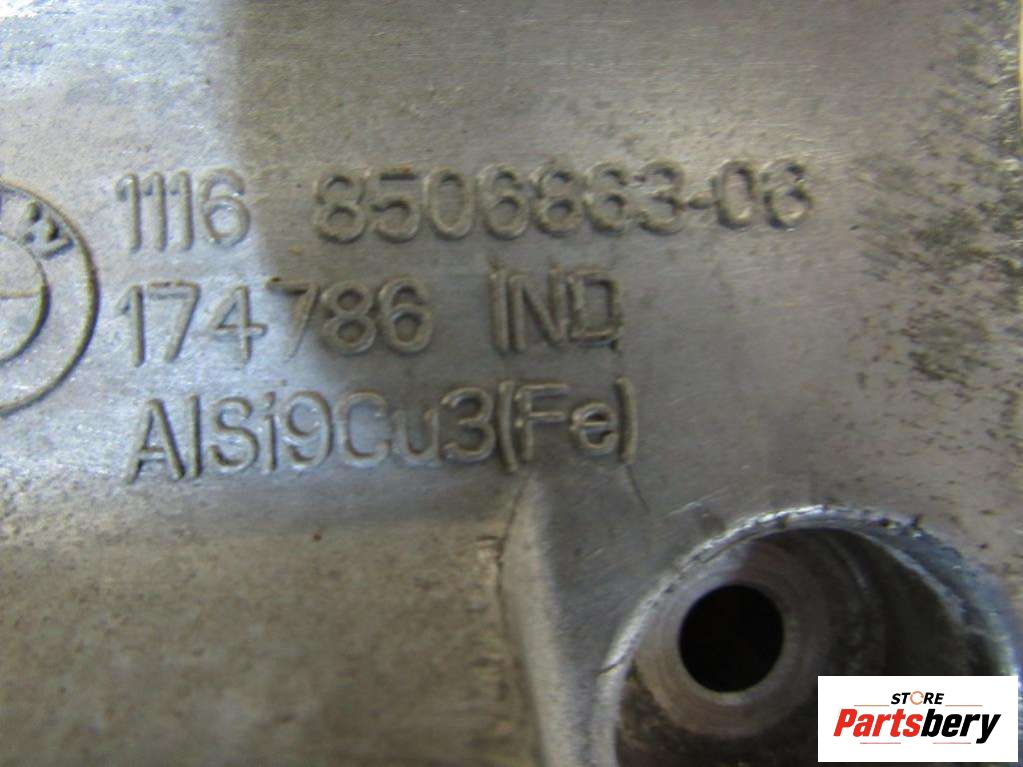 1116 8506863-06
174786 IND
AlSi9Cu3(Fe)
STORE
Partsbery